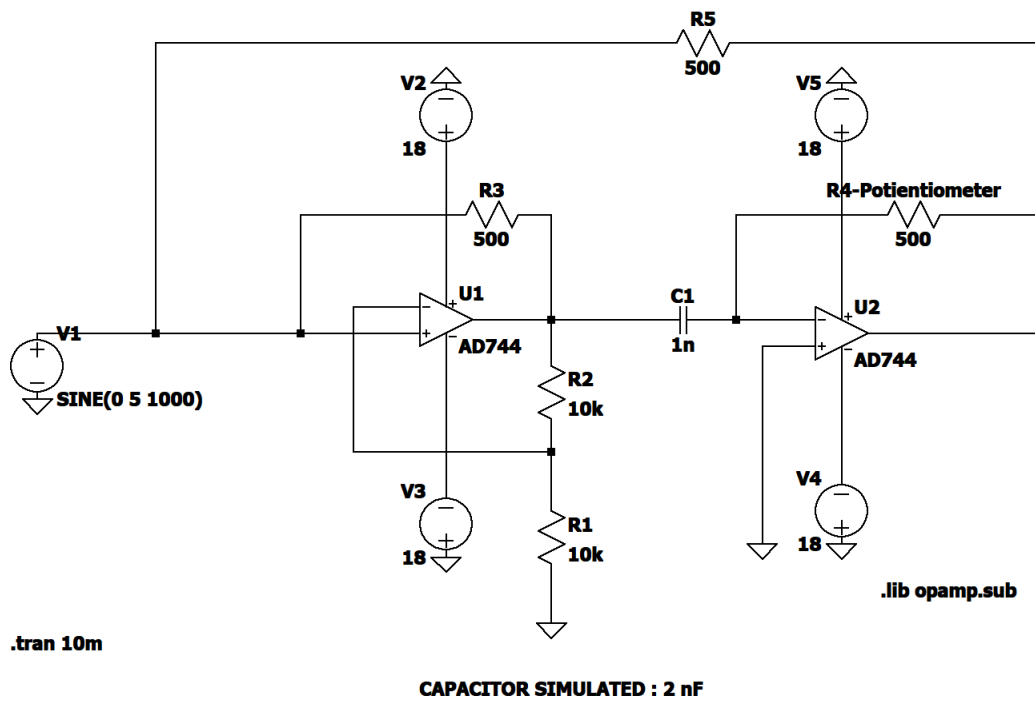 R5
500
V2
18
V5
18
R3
500
R4-Potientiometer
500
U1
AD744
C1
1n
U2
AD744
V1
SINE(0 5 1000)
R2
10k
V3
18
R1
10k
V4
18
.lib opamp.sub
.tran 10m
CAPACITOR SIMULATED : 2 nF